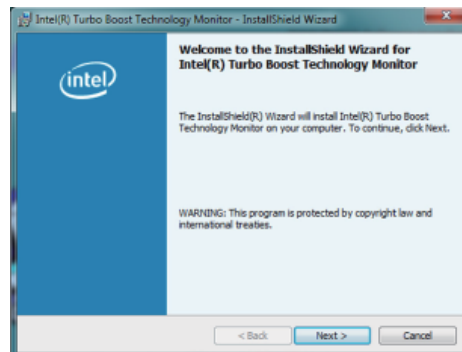 Intel(R) Turbo Boost Technology Monitor - InstallShield Wizard
intel
Welcome to the InstallShield Wizard for
Intel(R) Turbo Boost Technology Monitor
The InstallShield(R) Wizard will install Intel(R) Turbo Boost
Technology Monitor on your computer. To continue, click Next.
WARNING: This program is protected by copyright law and
international treaties.
< Back Next > Cancel